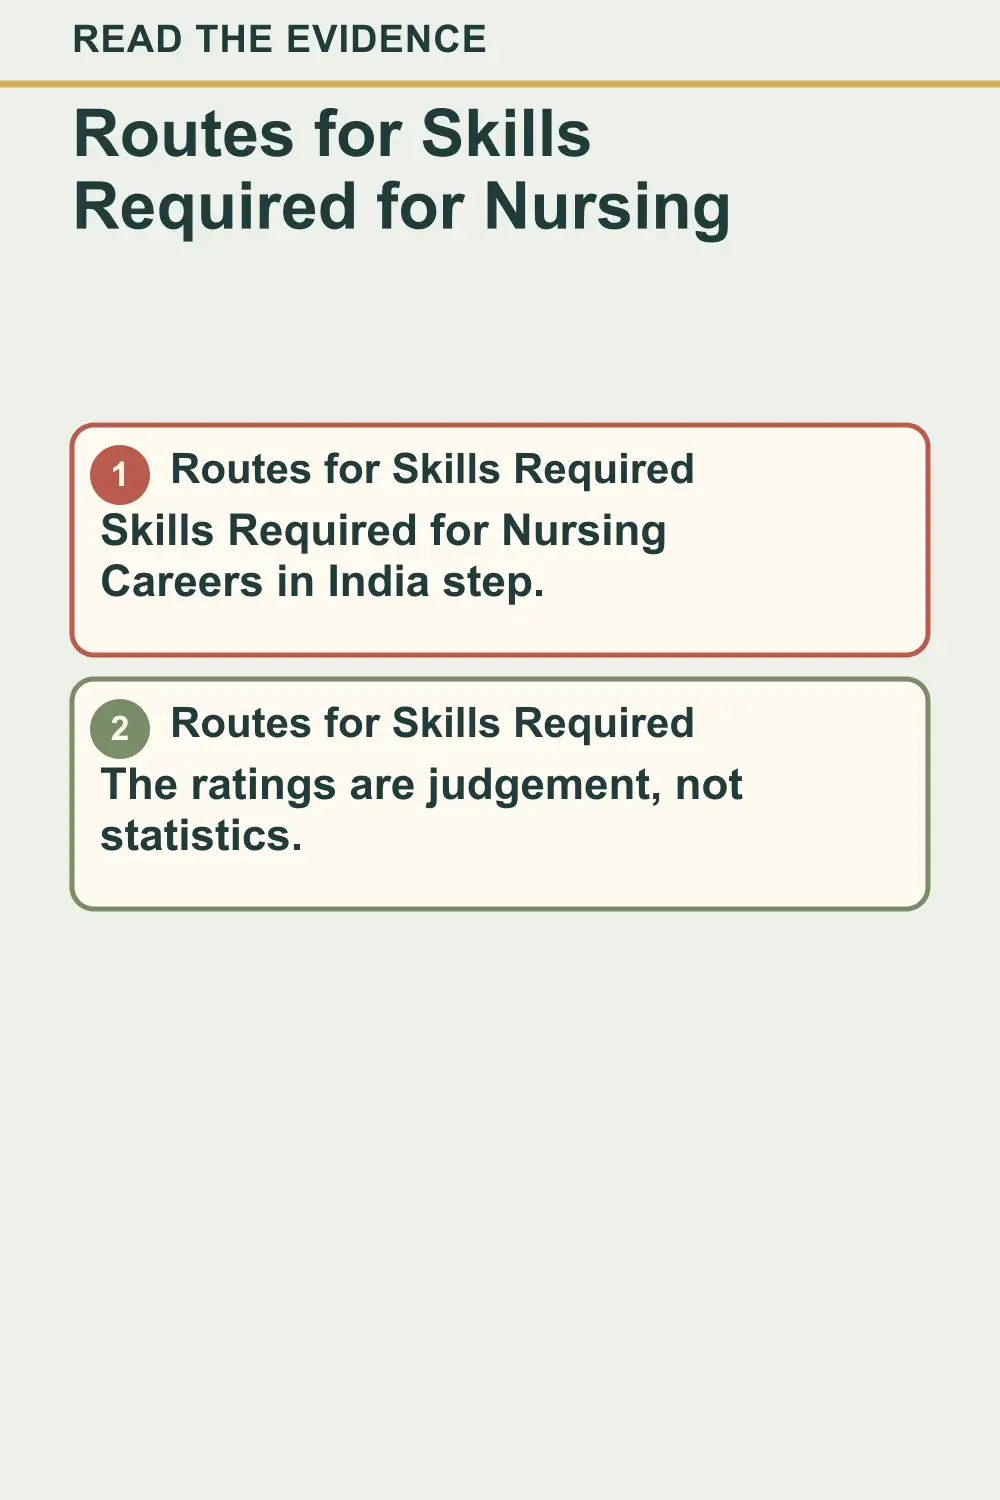 READ THE EVIDENCE
Routes for Skills
Required for Nursing
1 Routes for Skills Required
Skills Required for Nursing
Careers in India step.
2 Routes for Skills Required
The ratings are judgement, not
statistics.